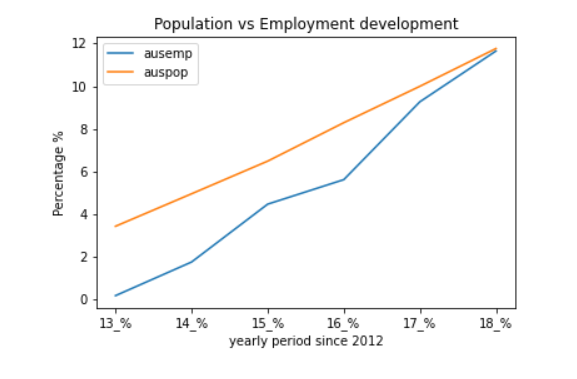 Population vs Employment development
ausemp
auspop
Percentage %
12
10
8
6
4
2
0
13_%
14_%
15_%
16_%
17_%
18_%
yearly period since 2012